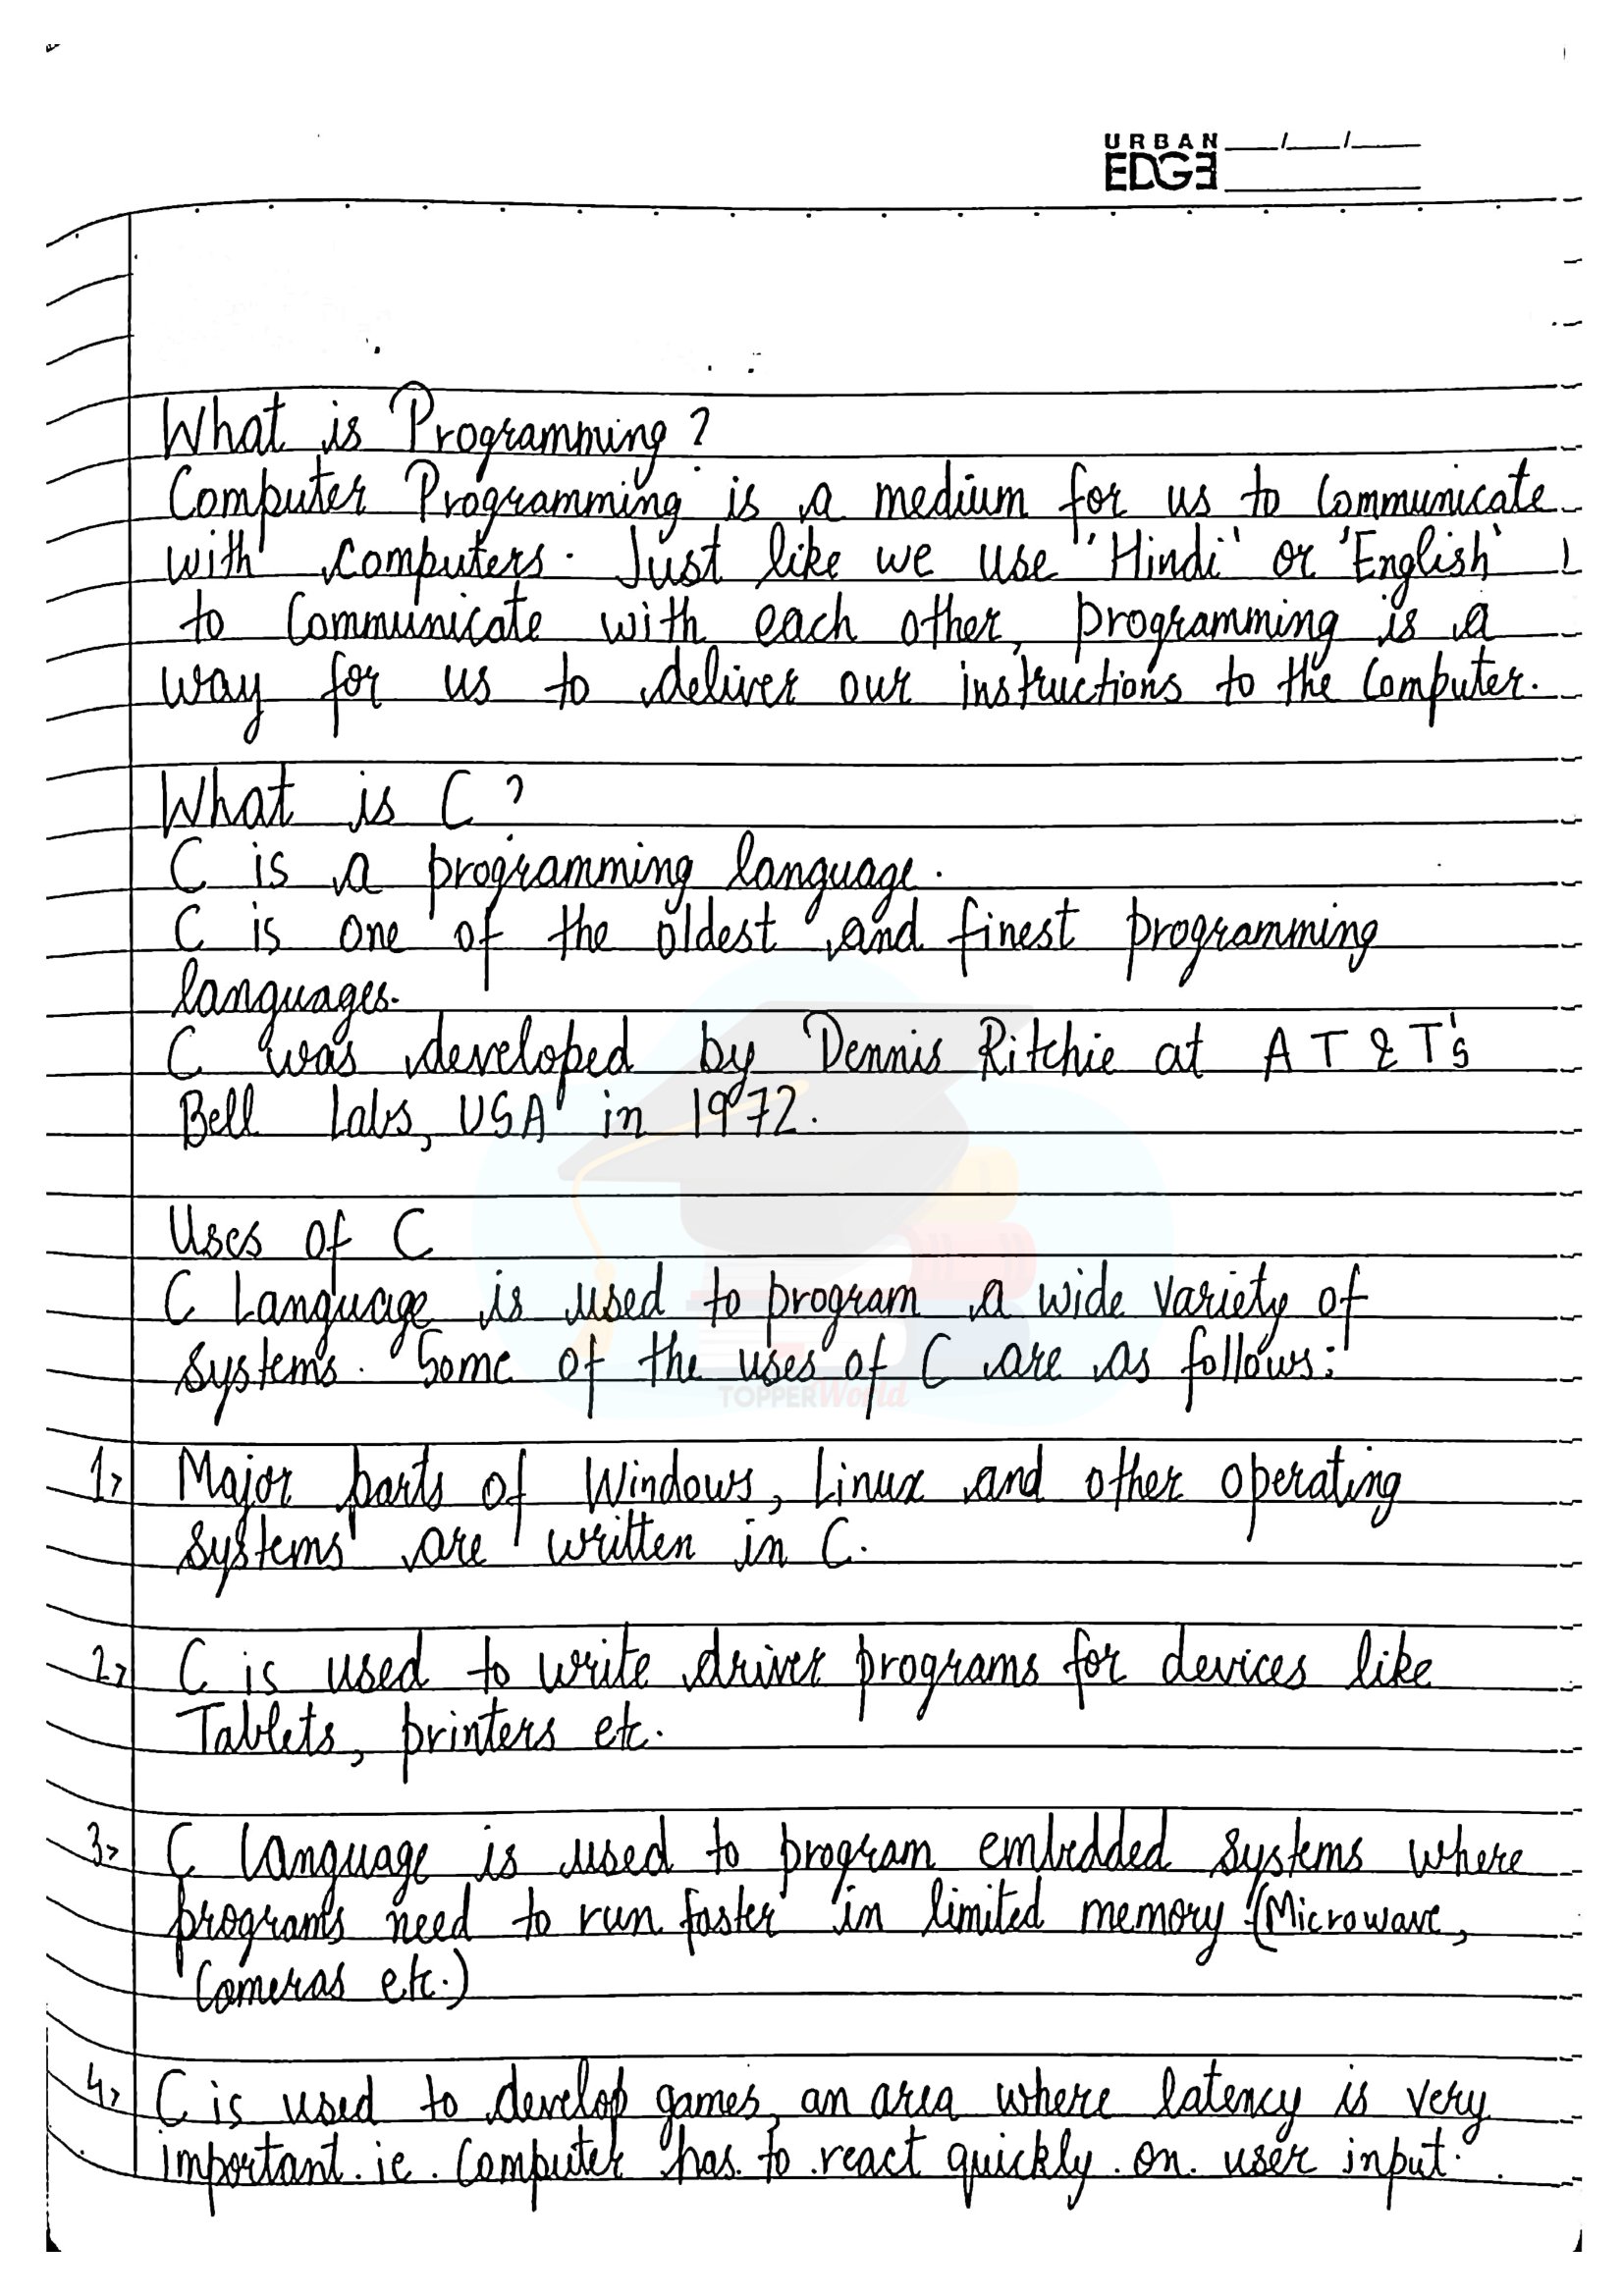 URBAN
EDGE
What is Programming?
Computer Programming is a medium for us to Communicate
with computers. Just like we use 'Hindi' or 'English'
to Communicate with each other, programming is a
way for us to deliver our instructions to the Computer.
What is C?
C is a programming language.
C is one of the oldest and finest programming
languages.
C was developed by Dennis Ritchie at AT&T's
Bell Labs, USA in 1972.
Uses of C
C Language is used to program a wide variety of
systems. Some of the uses of C are as follows:
TOPPERWorld
1> Major parts of Windows, Linux and other operating
systems are written in C.
2> C is used to write driver programs for devices like
Tablets, printers etc.
3> C language is used to program embedded systems where
programs need to run faster in limited memory (Microwave,
Cameras etc.)
4> C is used to develop games, an area where latency is very
important. ie. Computer has to react quickly on user input.